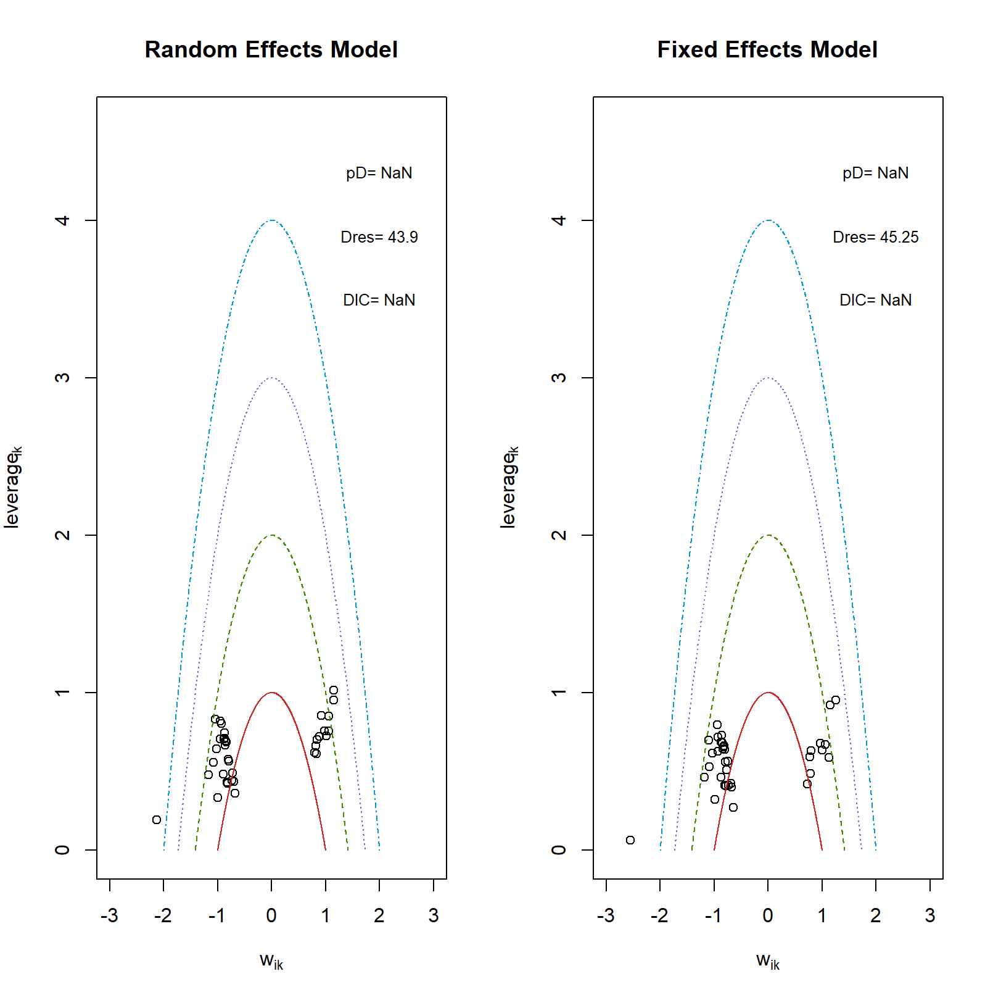 Random Effects Model
pD= NaN
Dres= 43.9
DIC= NaN
4
3
2
1
0
leverage_ik
-3 -2 -1 0 1 2 3
w_ik
Fixed Effects Model
pD= NaN
Dres= 45.25
DIC= NaN
4
3
2
1
0
leverage_ik
-3 -2 -1 0 1 2 3
w_ik